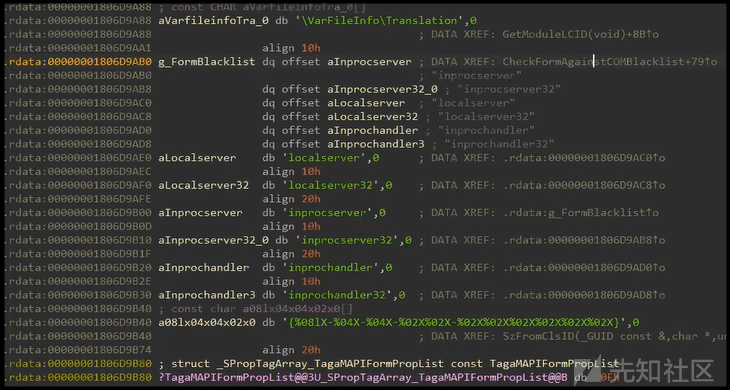 .rdata:00000001806D9A88 ; const CHAR aVarfileinfoTra_0[]
.rdata:00000001806D9A88 aVarfileinfoTra_0 db '\VarFileInfo\Translation',0
.rdata:00000001806D9A88 ; DATA XREF: GetModuleLCID(void)+8B↑o
.rdata:00000001806D9AA1 align 10h
.rdata:00000001806D9AB0 g_FormBlacklist dq offset aInprocserver ; DATA XREF: CheckFormAgainstCOMBlacklist+79↑o
.rdata:00000001806D9AB0 ; "inprocserver"
.rdata:00000001806D9AB8 dq offset aInprocserver32_0 ; "inprocserver32"
.rdata:00000001806D9AC0 dq offset aLocalserver ; "localserver"
.rdata:00000001806D9AC8 dq offset aLocalserver32 ; "localserver32"
.rdata:00000001806D9AD0 dq offset aInprochandler ; "inprochandler"
.rdata:00000001806D9AD8 dq offset aInprochandler3 ; "inprochandler32"
.rdata:00000001806D9AE0 aLocalserver db 'localserver',0 ; DATA XREF: .rdata:00000001806D9AC0↑o
.rdata:00000001806D9AEC align 10h
.rdata:00000001806D9AF0 aLocalserver32 db 'localserver32',0 ; DATA XREF: .rdata:00000001806D9AC8↑o
.rdata:00000001806D9AFE align 20h
.rdata:00000001806D9B00 aInprocserver db 'inprocserver',0 ; DATA XREF: .rdata:g_FormBlacklist↑o
.rdata:00000001806D9B0D align 10h
.rdata:00000001806D9B10 aInprocserver32_0 db 'inprocserver32',0 ; DATA XREF: .rdata:00000001806D9AB8↑o
.rdata:00000001806D9B1F align 20h
.rdata:00000001806D9B20 aInprochandler db 'inprochandler',0 ; DATA XREF: .rdata:00000001806D9AD0↑o
.rdata:00000001806D9B2E align 10h
.rdata:00000001806D9B30 aInprochandler3 db 'inprochandler32',0 ; DATA XREF: .rdata:00000001806D9AD8↑o
.rdata:00000001806D9B40 ; const char a08lx04x04x02x0[]
.rdata:00000001806D9B40 a08lx04x04x02x0 db '{%08lX-%04X-%04X-%02X%02X-%02X%02X%02X%02X%02X%02X}',0
.rdata:00000001806D9B40 ; DATA XREF: SzFromClsID(_GUID const &,char *,un
.rdata:00000001806D9B74 align 20h
.rdata:00000001806D9B80 ; struct _SPropTagArray_TagaMAPIFormPropList const TagaMAPIFormPropList
.rdata:00000001806D9B80 ?TagaMAPIFormPropList@@3U_SPropTagArray_TagaMAPIFormPropList@@B db 0Eh
先知社区